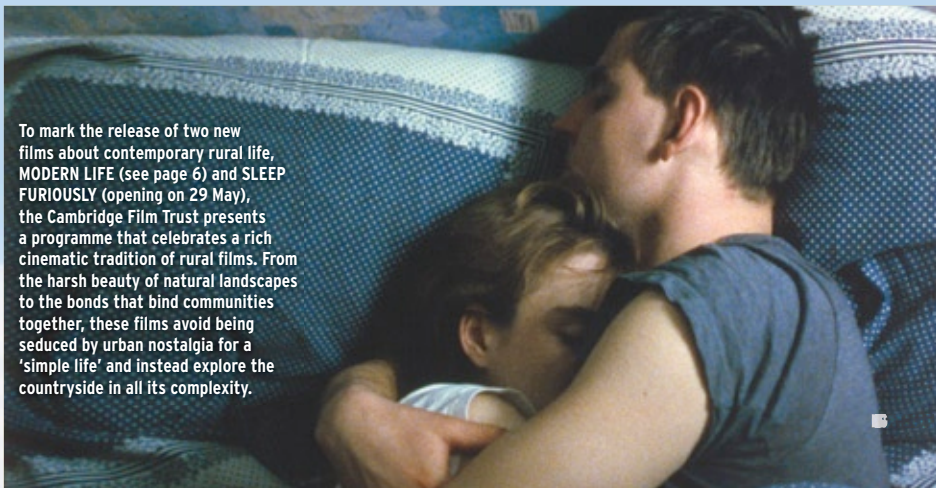 To mark the release of two new
films about contemporary rural life,
MODERN LIFE (see page 6) and SLEEP
FURIOUSLY (opening on 29 May),
the Cambridge Film Trust presents
a programme that celebrates a rich
cinematic tradition of rural films. From
the harsh beauty of natural landscapes
to the bonds that bind communities
together, these films avoid being
seduced by urban nostalgia for a
‘simple life’ and instead explore the
countryside in all its complexity.